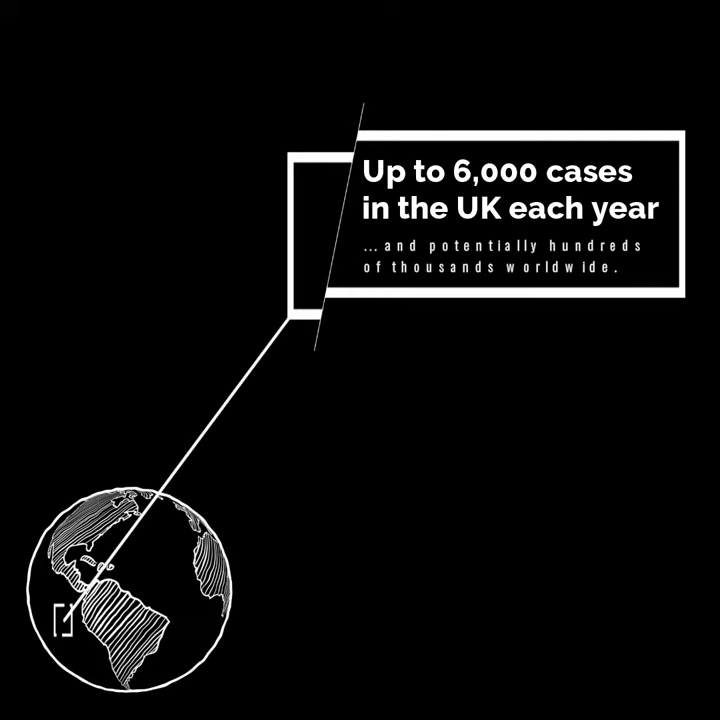 Up to 6,000 cases
in the UK each year
...and potentially hundreds
of thousands worldwide.